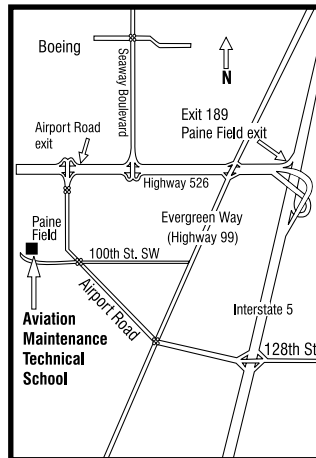 Boeing
Seaway Boulevard
N
Airport Road
exit
Exit 189
Paine Field exit
Highway 526
Evergreen Way
(Highway 99)
Paine
Field
100th St. SW
Airport Road
Aviation
Maintenance
Technical
School
Interstate 5
128th St